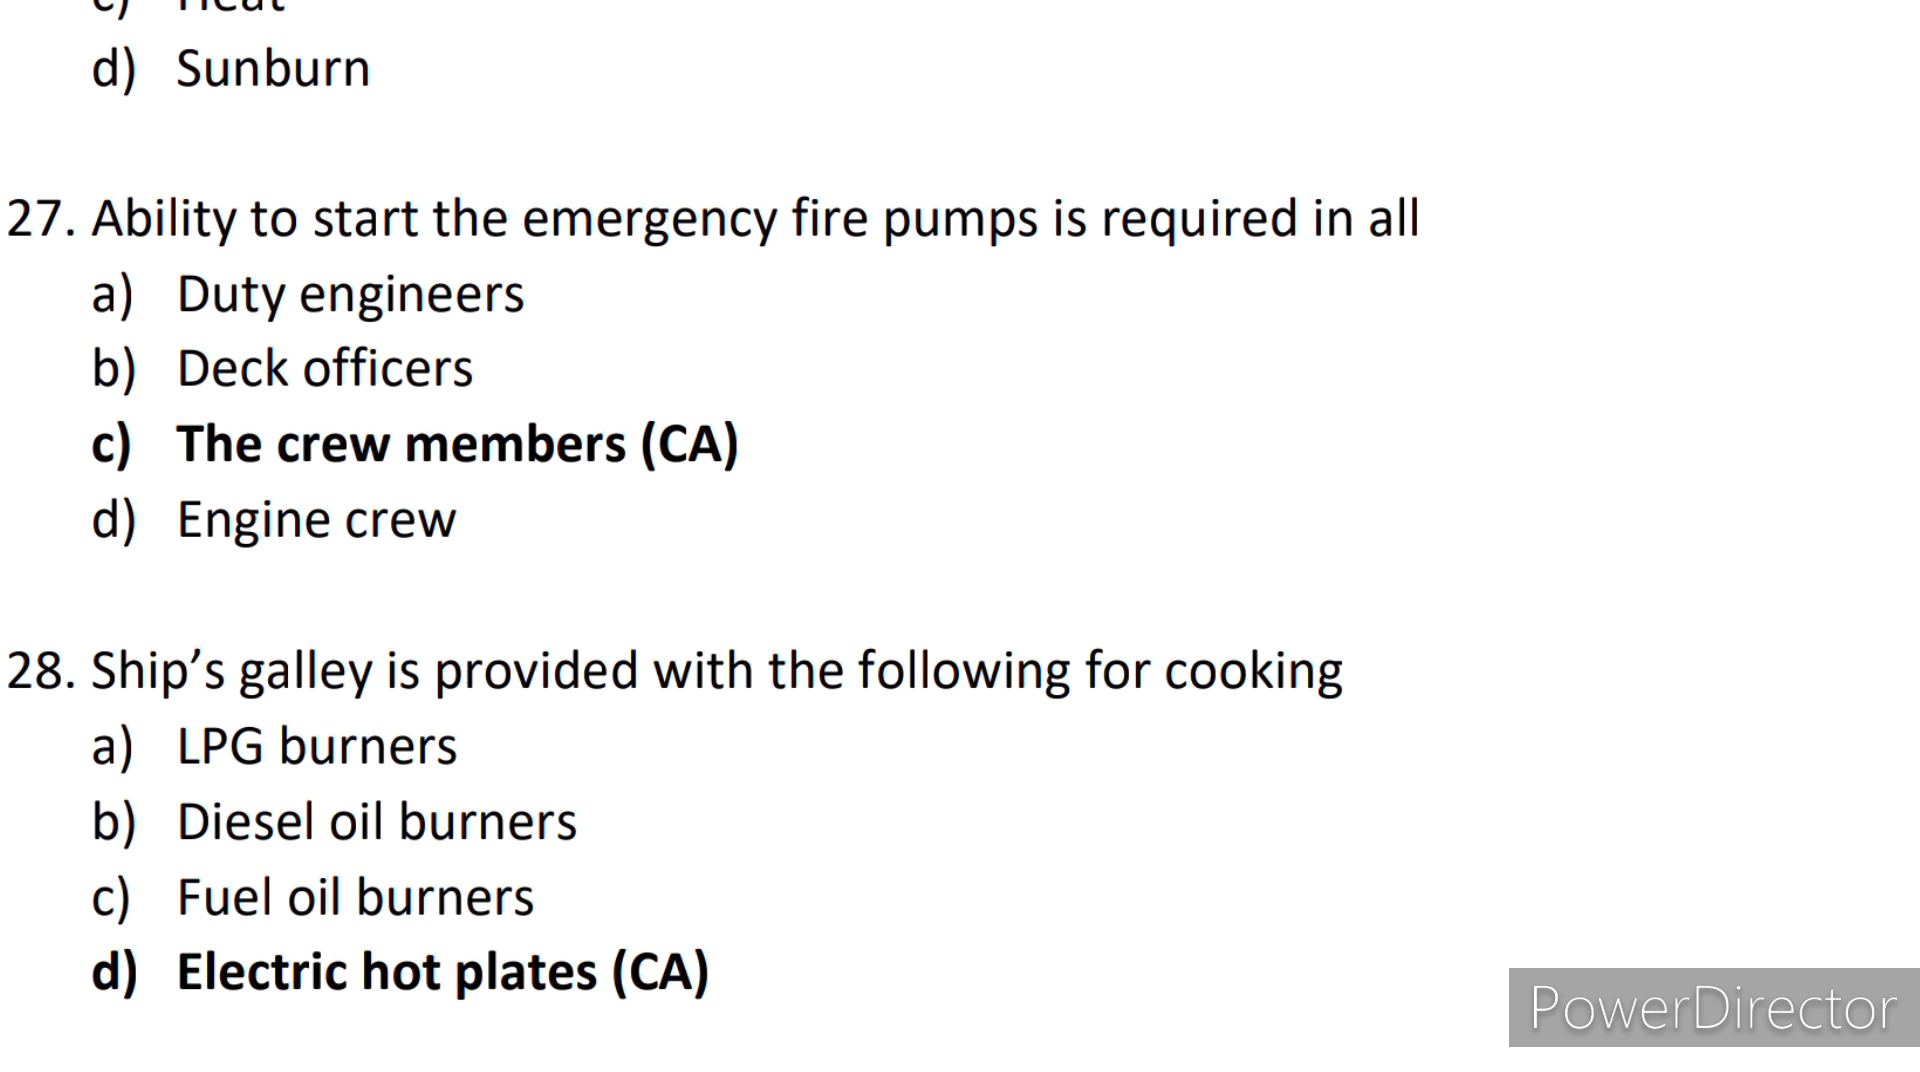 d) Sunburn
27. Ability to start the emergency fire pumps is required in all
a) Duty engineers
b) Deck officers
c) The crew members (CA)
d) Engine crew
28. Ship’s galley is provided with the following for cooking
a) LPG burners
b) Diesel oil burners
c) Fuel oil burners
d) Electric hot plates (CA)
PowerDirector